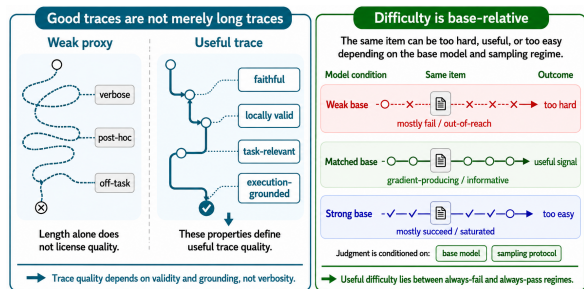 Good traces are not merely long traces
Weak proxy
verbose
post-hoc
off-task
Length alone
does not license quality.
Useful trace
faithful
locally valid
task-relevant
execution-
grounded
These properties define
useful trace quality.
Trace quality depends on validity and grounding, not verbosity.
Difficulty is base-relative
The same item can be too hard, useful, or too easy
depending on the base model and sampling regime.
Model condition Same item Outcome
Weak base too hard
mostly fail / out-of-reach
Matched base useful signal
gradient-producing / informative
Strong base too easy
mostly succeed / saturated
Judgment is conditioned on: base model sampling protocol
Useful difficulty lies between always-fail and always-pass regimes.